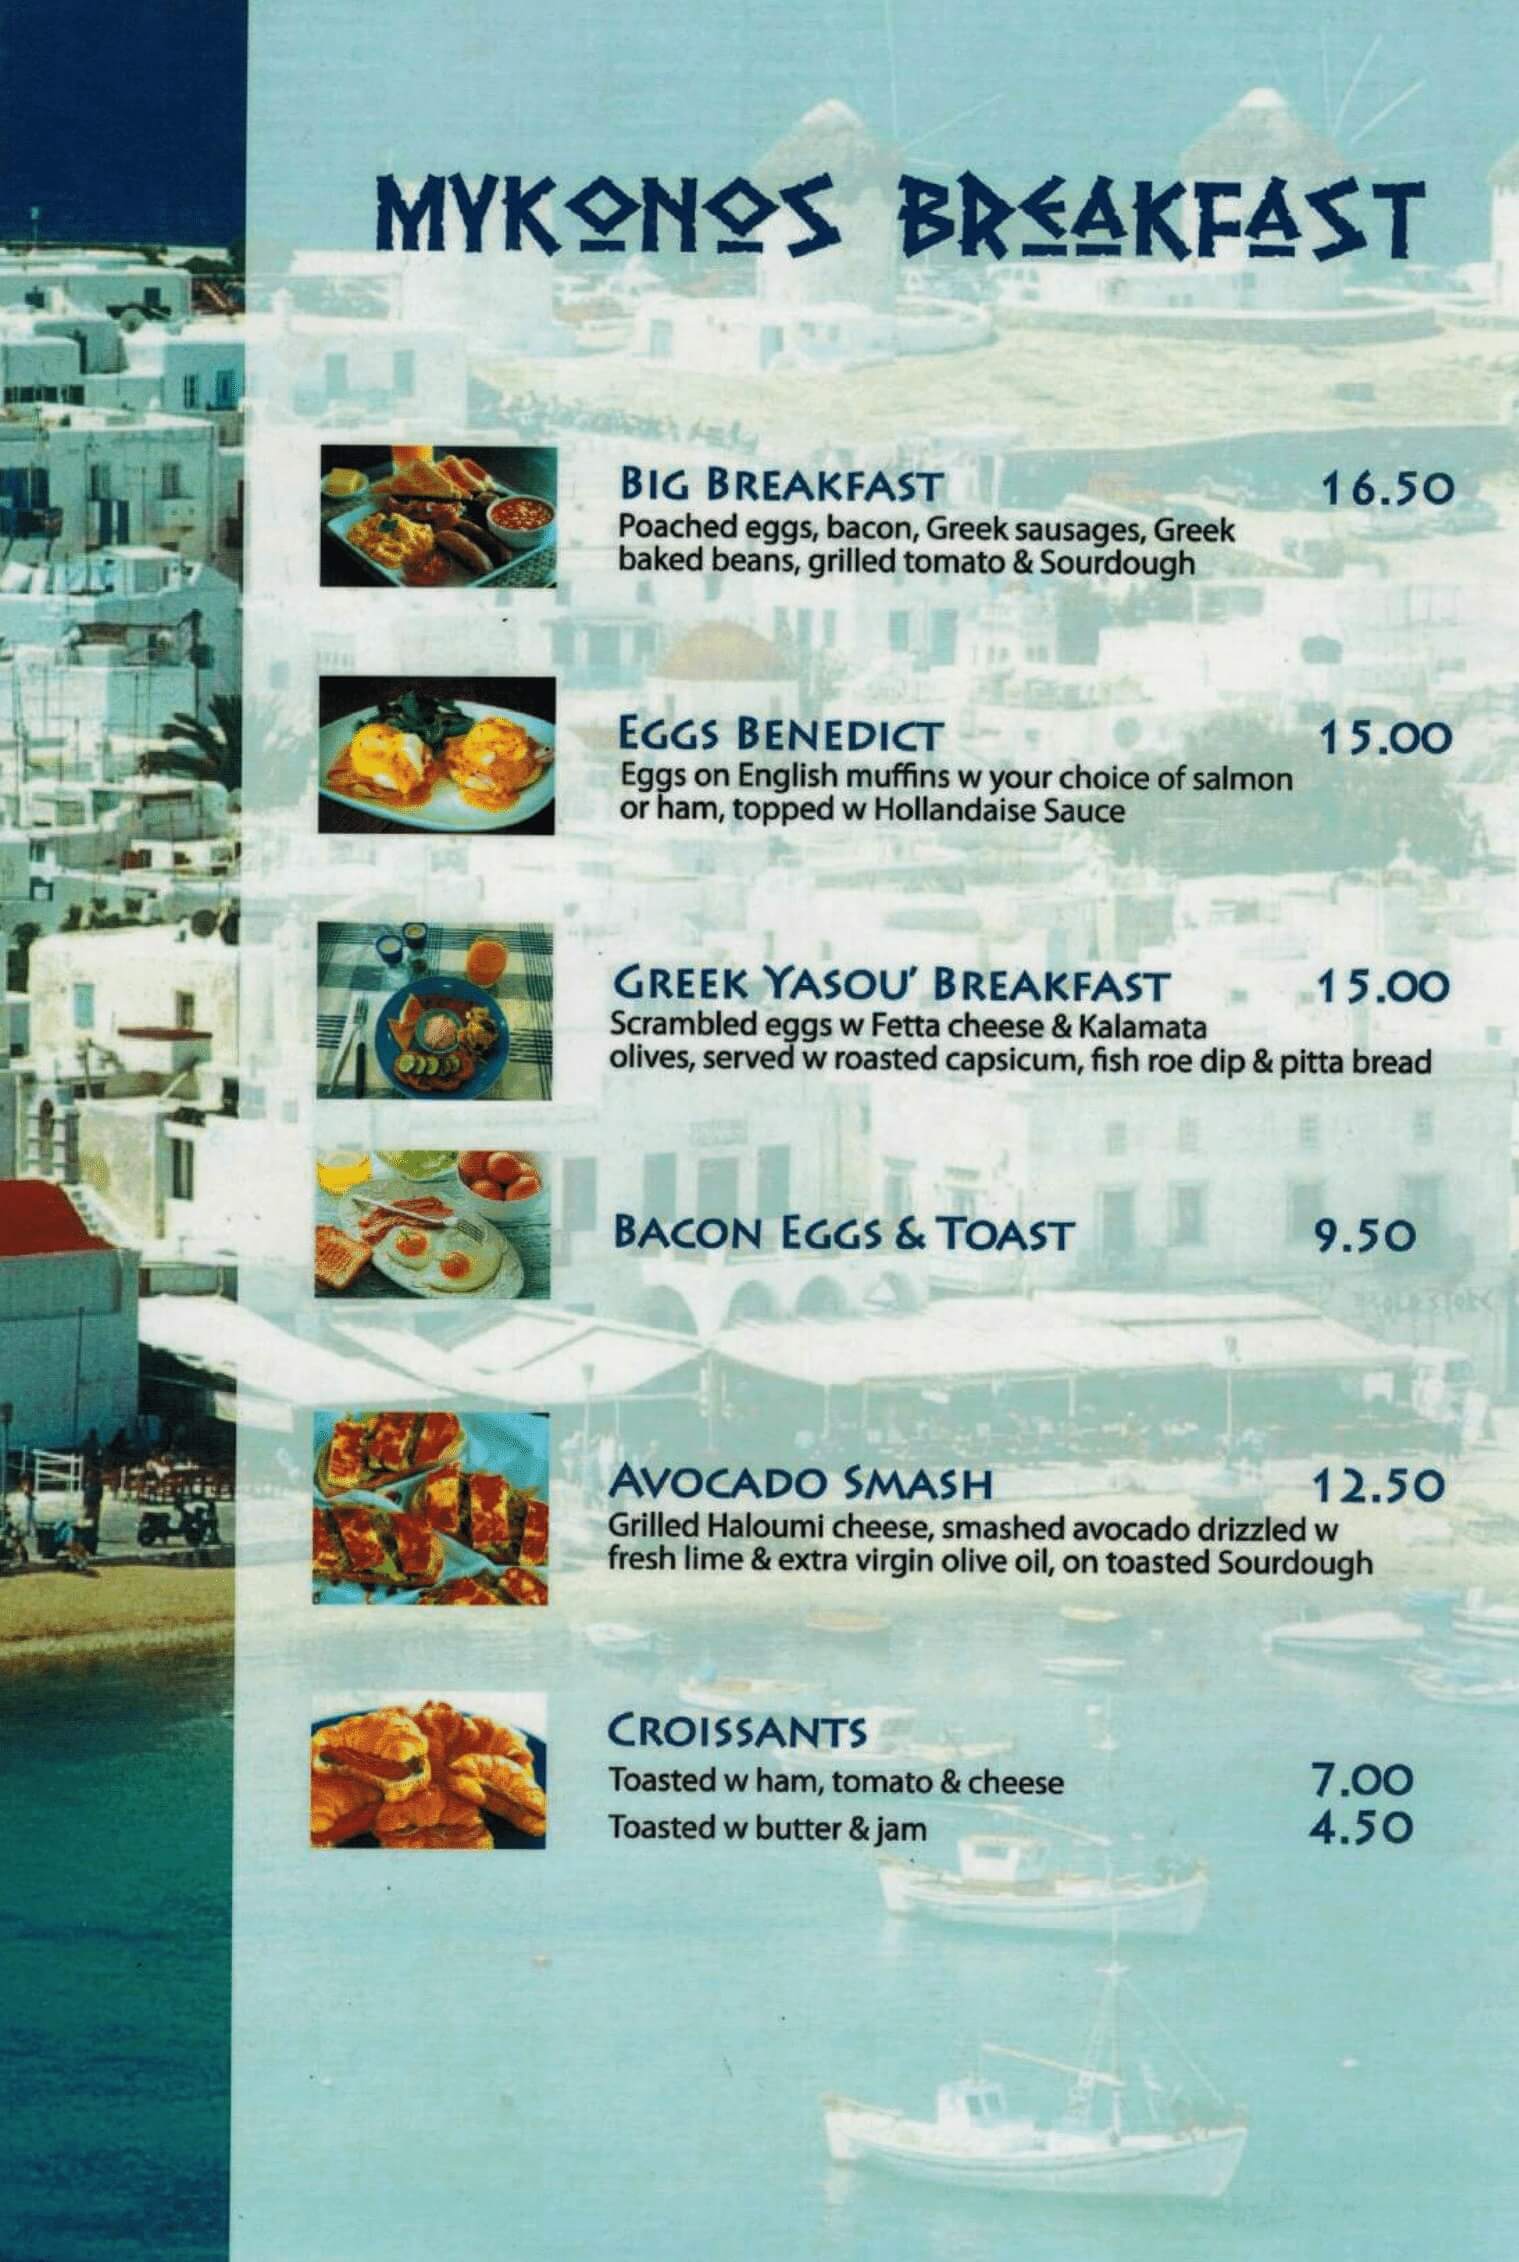 MYKONOS BREAKFAST
BIG BREAKFAST 16.50
Poached eggs, bacon, Greek sausages, Greek
baked beans, grilled tomato & Sourdough
EGGS BENEDICT 15.00
Eggs on English muffins w your choice of salmon
or ham, topped w Hollandaise Sauce
GREEK YASOU' BREAKFAST 15.00
Scrambled eggs w Fetta cheese & Kalamata
olives, served w roasted capsicum, fish roe dip & pitta bread
BACON EGGS & TOAST 9.50
AVOCADO SMASH 12.50
Grilled Haloumi cheese, smashed avocado drizzled w
fresh lime & extra virgin olive oil, on toasted Sourdough
CROISSANTS
Toasted w ham, tomato & cheese 7.00
Toasted w butter & jam 4.50